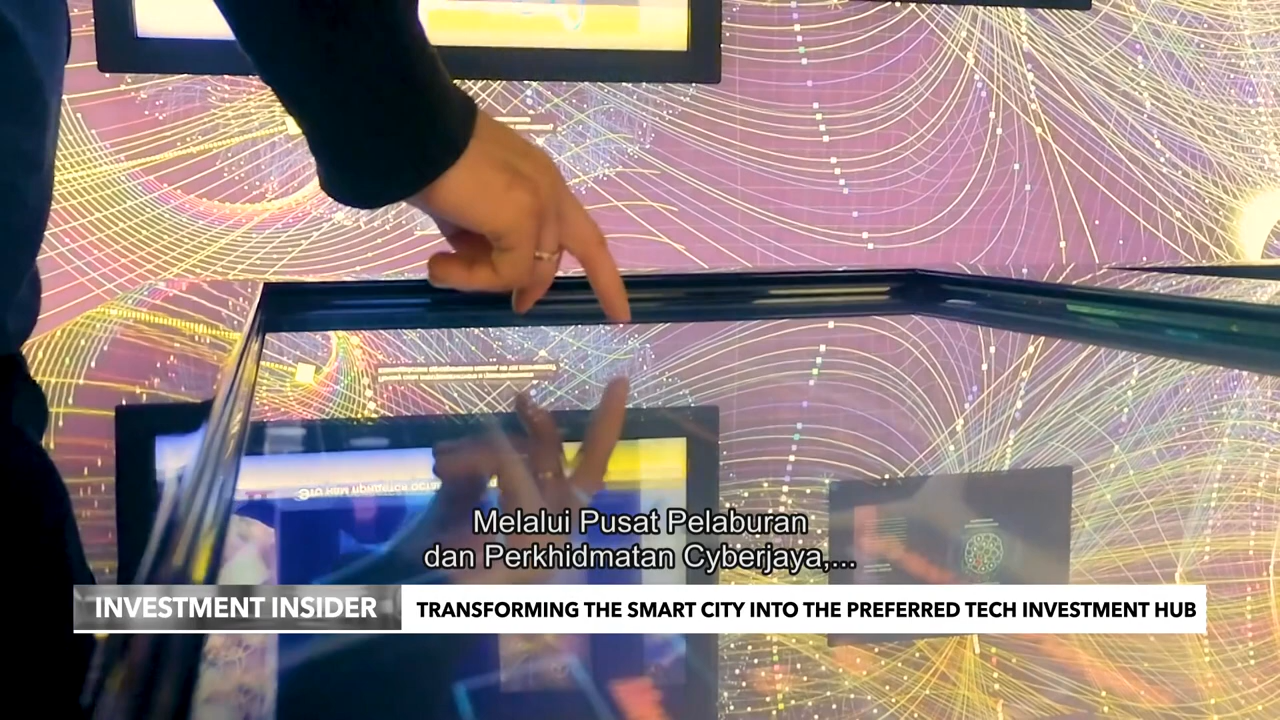 Melalui Pusat Pelaburan
dan Perkhidmatan Cyberjaya,...
INVESTMENT INSIDER
TRANSFORMING THE SMART CITY INTO THE PREFERRED TECH INVESTMENT HUB